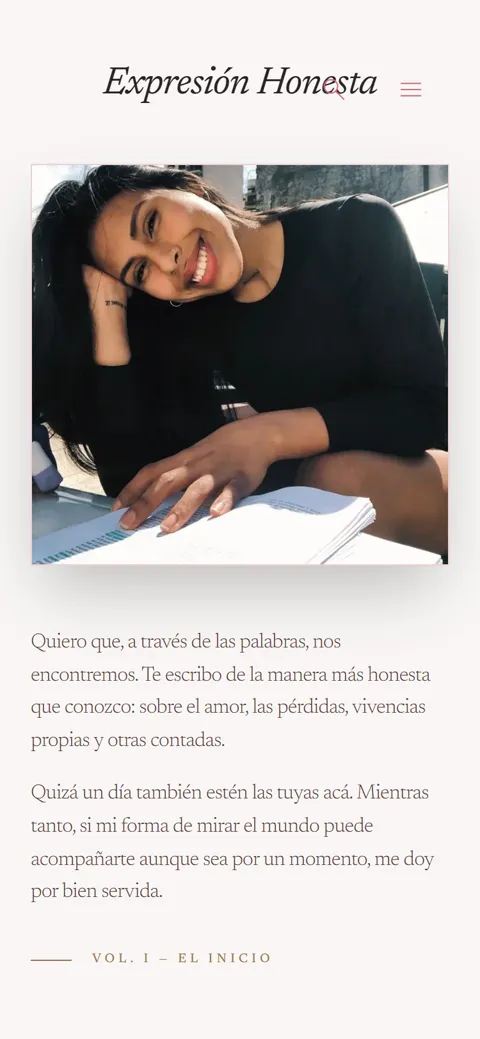 Expresión Honesta
Quiero que, a través de las palabras, nos
encontremos. Te escribo de la manera más honesta
que conozco: sobre el amor, las pérdidas, vivencias
propias y otras contadas.
Quizá un día también estén las tuyas acá. Mientras
tanto, si mi forma de mirar el mundo puede
acompañarte aunque sea por un momento, me doy
por bien servida.
VOL. I – EL INICIO